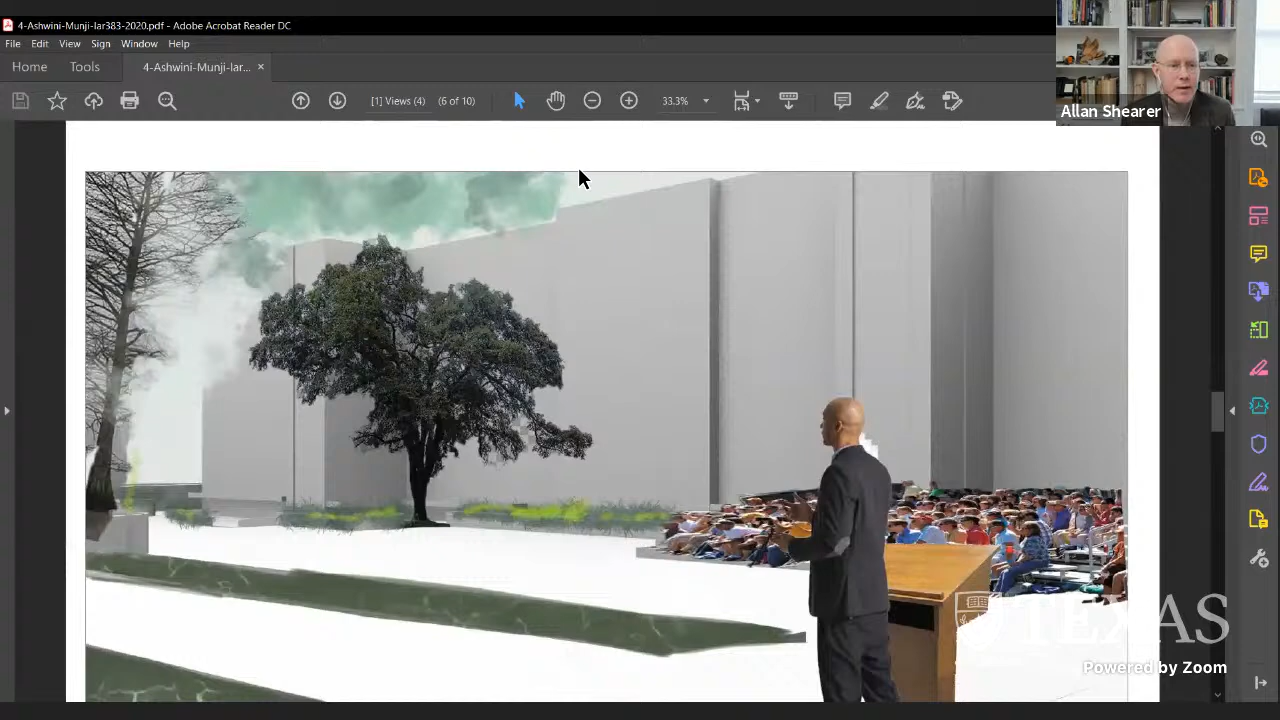 4-Ashwini-Munji-lar383-2020.pdf - Adobe Acrobat Reader DC
File Edit View Sign Window Help
Home Tools 4-Ashwini-Munji-lar... ×
[1] Views (4) (6 of 10) 33.3%
Allan Shearer
TEXAS
Powered by Zoom